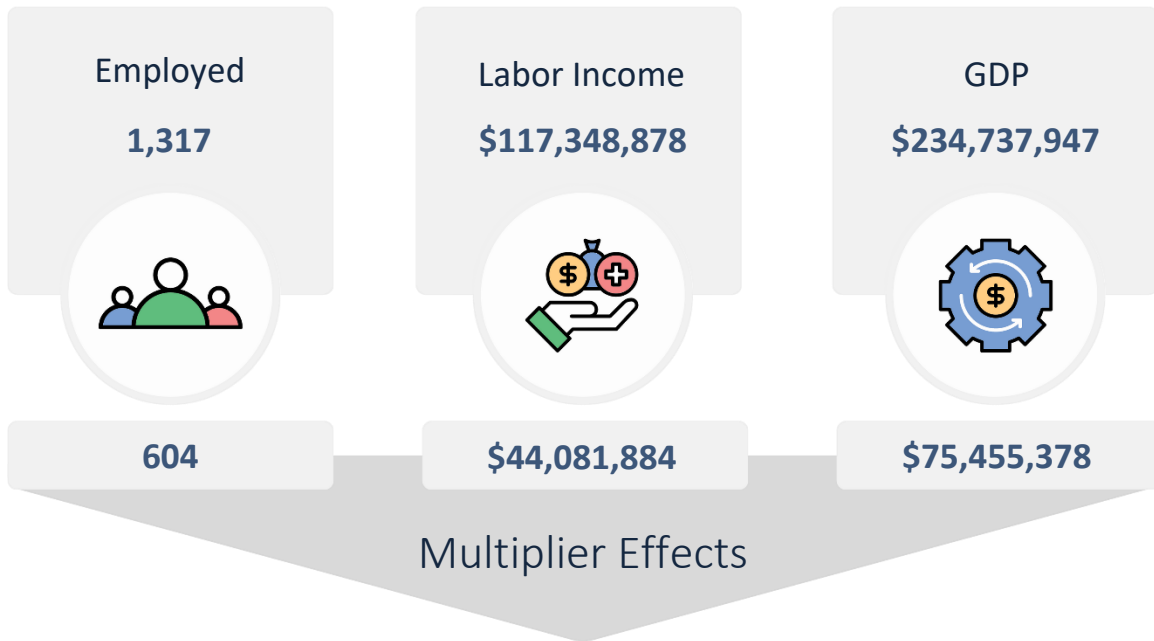 Employed
1,317
Labor Income
$117,348,878
GDP
$234,737,947
$
$
604
$44,081,884
$75,455,378
Multiplier Effects